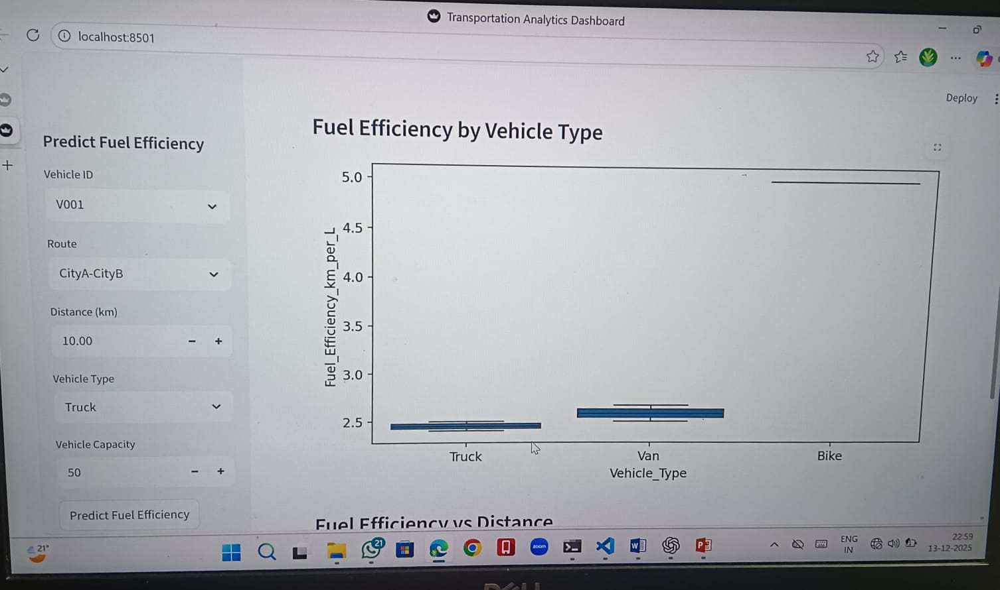 Transportation Analytics Dashboard
localhost:8501
Deploy
Predict Fuel Efficiency
Vehicle ID
V001
Route
CityA-CityB
Distance (km)
10.00
- +
Vehicle Type
Truck
Vehicle Capacity
50
- +
Predict Fuel Efficiency
Fuel Efficiency by Vehicle Type
Fuel_Efficiency_km_per_L
5.0
4.5
4.0
3.5
3.0
2.5
Truck
Van
Bike
Vehicle_Type
Fuel Efficiency vs Distance
21°
21
zoom
W
P
ENG
IN
22:59
13-12-2025